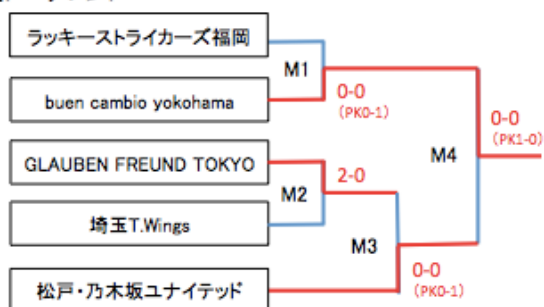 ラッキーストライカーズ福岡
M1
buen cambio yokohama
0-0
(PK0-1)
0-0
(PK1-0)
GLAUBEN FREUND TOKYO
M4
2-0
M2
埼玉T.Wings
M3
0-0
(PK0-1)
松戸・乃木坂ユナイテッド